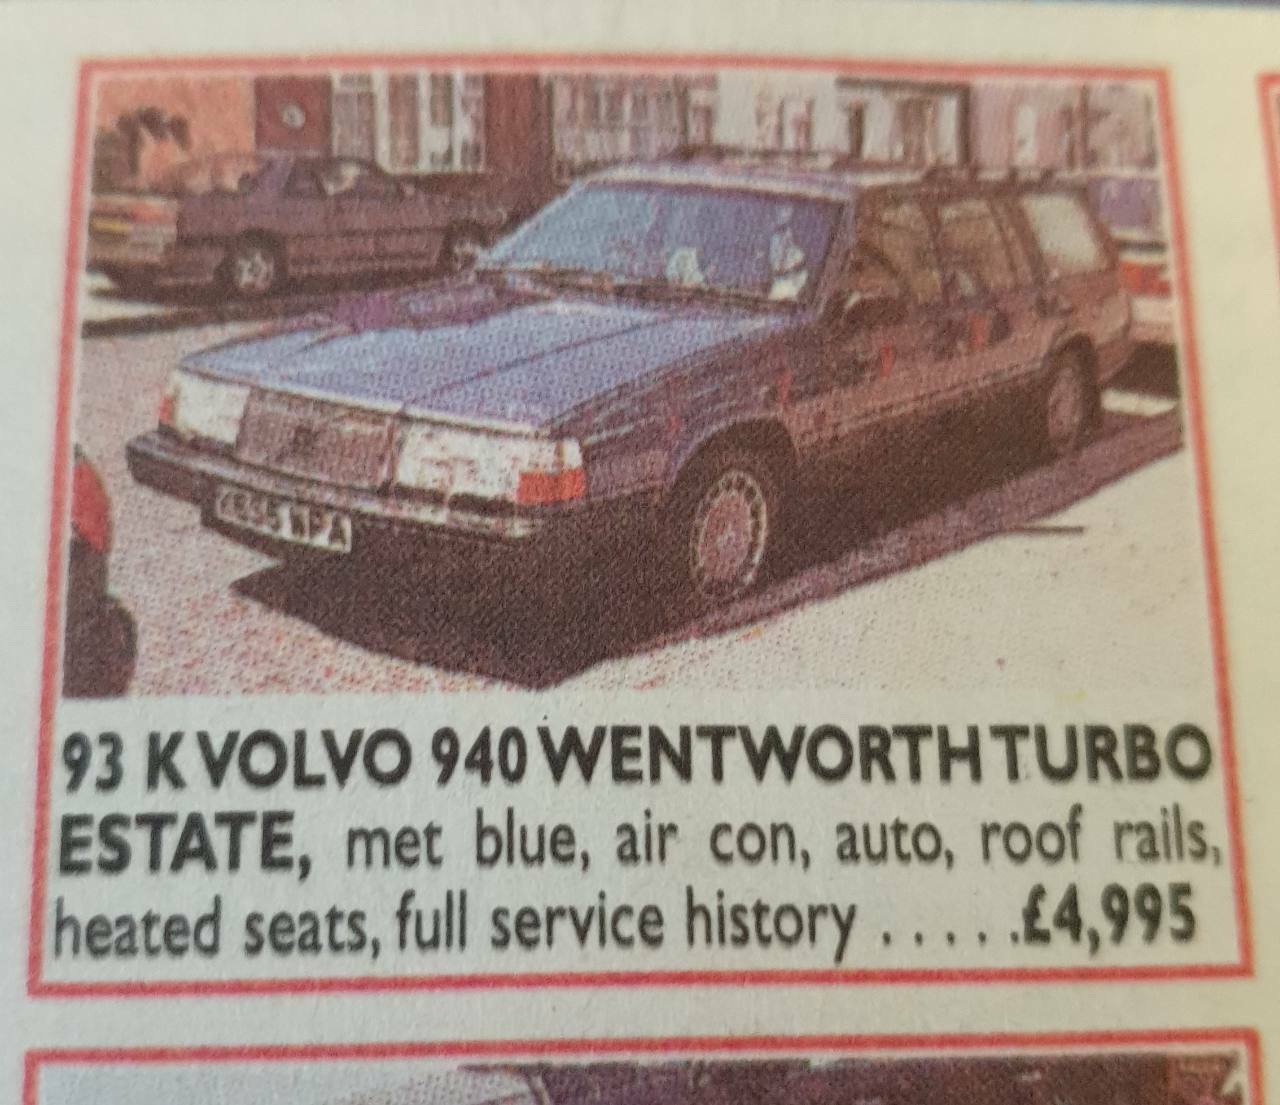 93 K VOLVO 940 WENTWORTH TURBO
ESTATE, met blue, air con, auto, roof rails,
heated seats, full service history . . . . . .£4,995